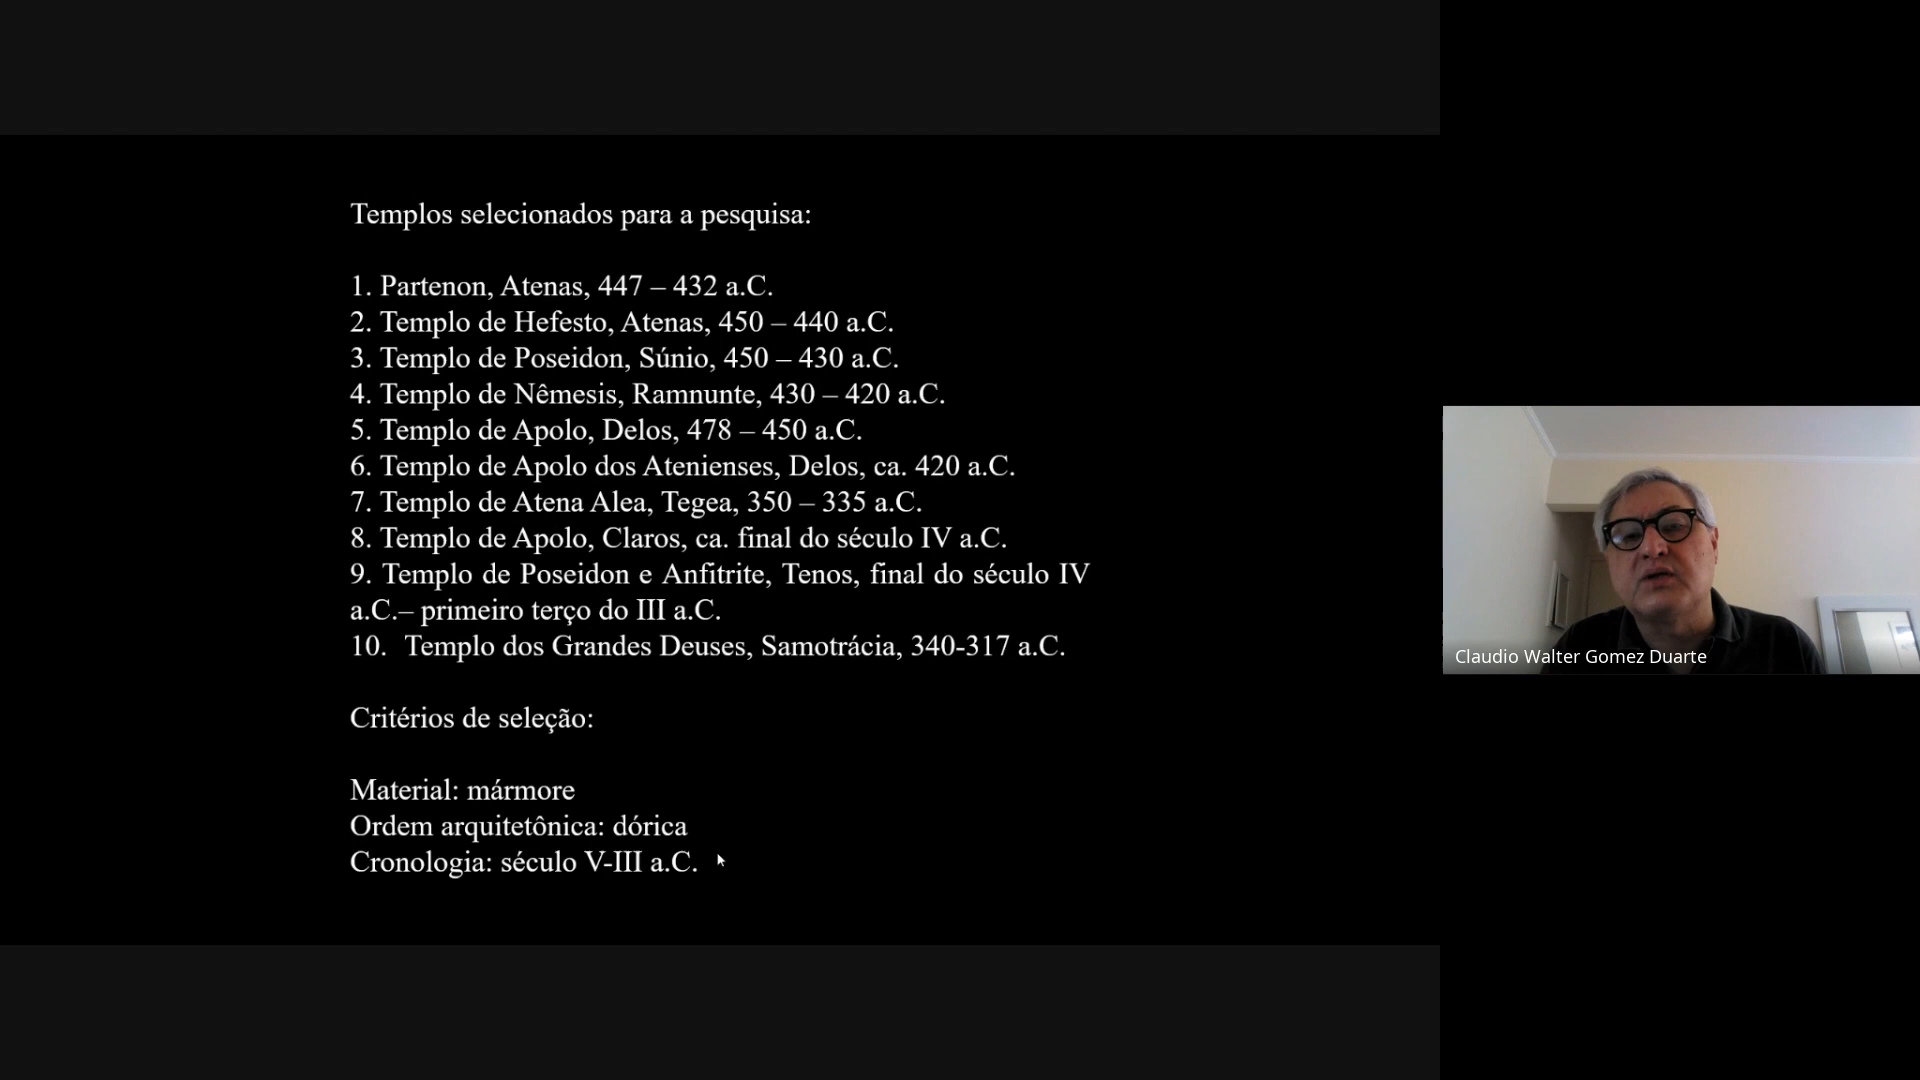 Templos selecionados para a pesquisa:
1. Partenon, Atenas, 447 – 432 a.C.
2. Templo de Hefesto, Atenas, 450 – 440 a.C.
3. Templo de Poseidon, Súnio, 450 – 430 a.C.
4. Templo de Nêmesis, Ramnunte, 430 – 420 a.C.
5. Templo de Apolo, Delos, 478 – 450 a.C.
6. Templo de Apolo dos Atenienses, Delos, ca. 420 a.C.
7. Templo de Atena Alea, Tegea, 350 – 335 a.C.
8. Templo de Apolo, Claros, ca. final do século IV a.C.
9. Templo de Poseidon e Anfitrite, Tenos, final do século IV
a.C.– primeiro terço do III a.C.
10. Templo dos Grandes Deuses, Samotrácia, 340-317 a.C.
Critérios de seleção:
Material: mármore
Ordem arquitetônica: dórica
Cronologia: século V-III a.C.
Claudio Walter Gomez Duarte